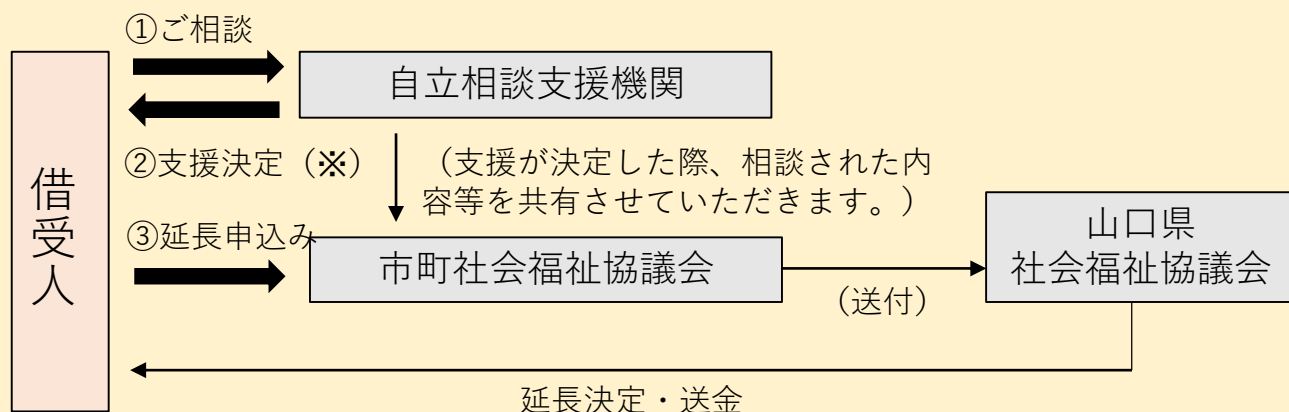 ①ご相談
自立相談支援機関
②支援決定（※）
（支援が決定した際、相談された内
容等を共有させていただきます。）
借受人
③延長申込み
市町社会福祉協議会
（送付）
山口県
社会福祉協議会
延長決定・送金